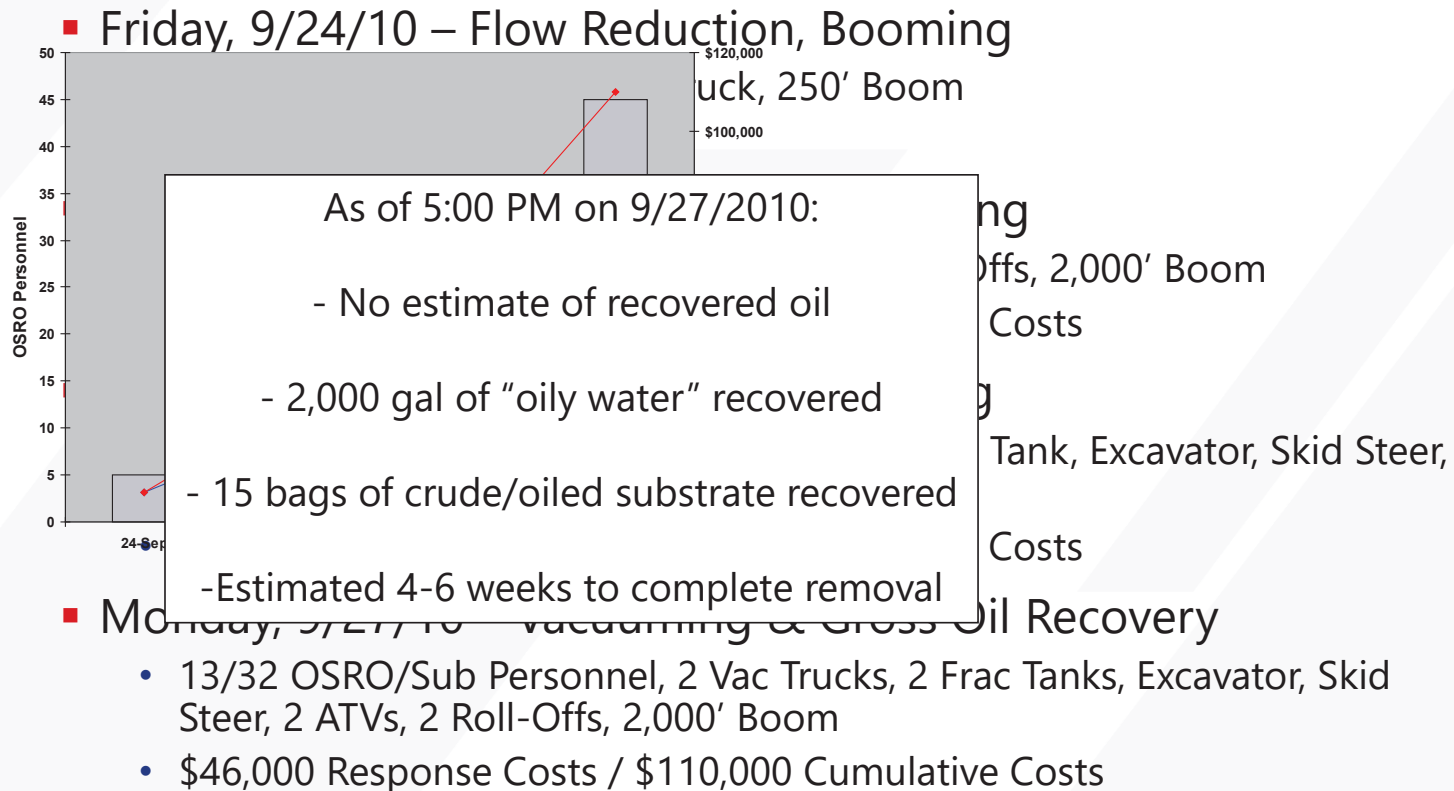 Friday, 9/24/10 – Flow Reduction, Booming
50
$120,000
uck, 250’ Boom
45
$100,000
40
35
30
25
20
15
10
5
0
OSRO Personnel
24-Sep
As of 5:00 PM on 9/27/2010:
- No estimate of recovered oil
- 2,000 gal of “oily water” recovered
- 15 bags of crude/oiled substrate recovered
-Estimated 4-6 weeks to complete removal
ng
Offs, 2,000’ Boom
Costs
g
Tank, Excavator, Skid Steer,
Costs
Monday, 9/27/10 – Vacuuming & Gross Oil Recovery
• 13/32 OSRO/Sub Personnel, 2 Vac Trucks, 2 Frac Tanks, Excavator, Skid
Steer, 2 ATVs, 2 Roll-Offs, 2,000’ Boom
• $46,000 Response Costs / $110,000 Cumulative Costs